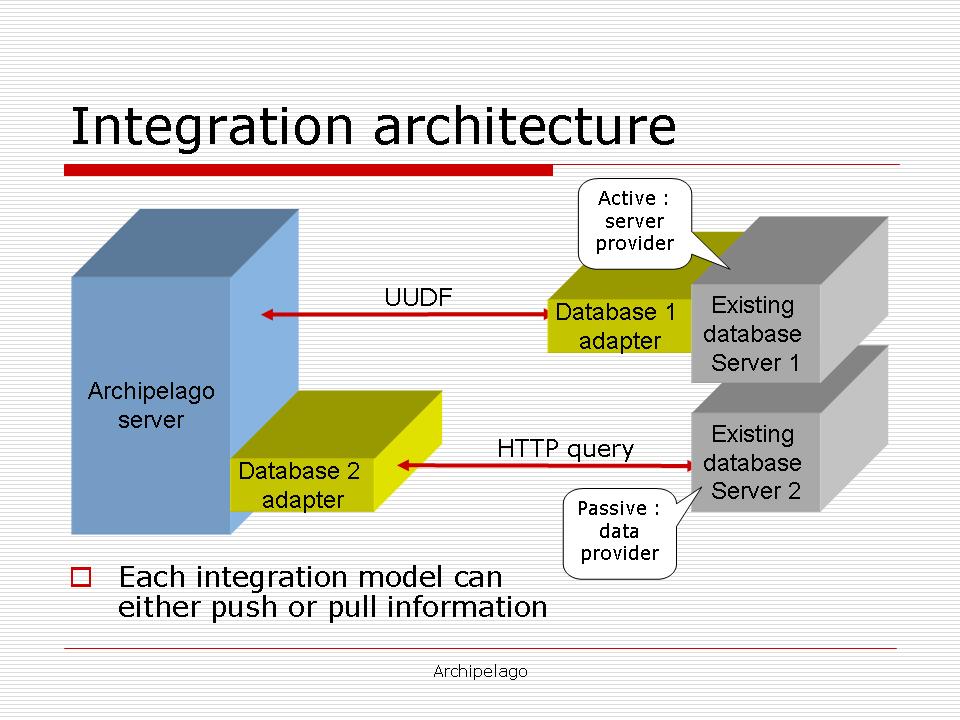 Integration architecture
Active :
server
provider
UUDF
Database 1
adapter
Existing
database
Server 1
Archipelago
server
Database 2
adapter
HTTP query
Existing
database
Server 2
Passive :
data
provider
Each integration model can
either push or pull information
Archipelago